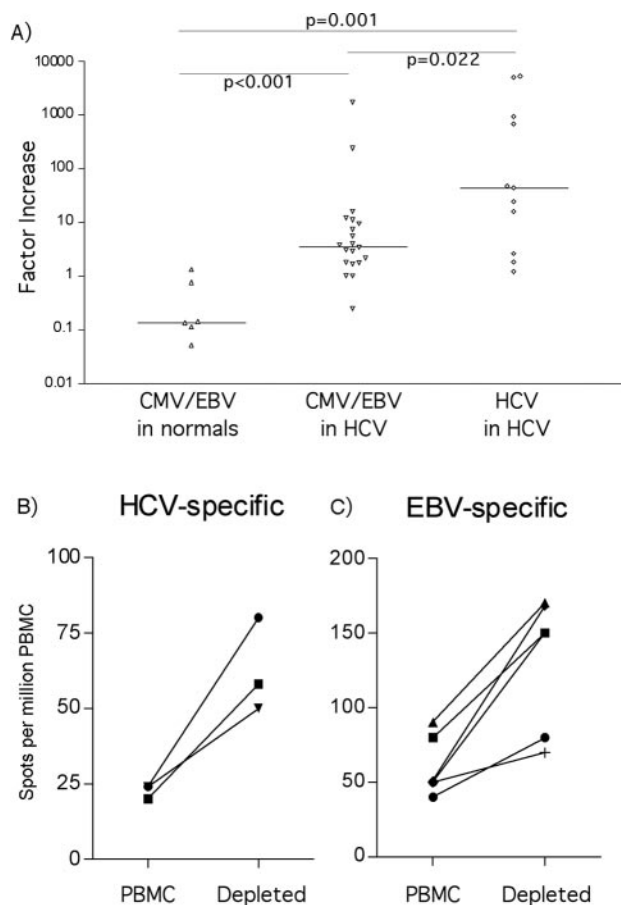 A)
p=0.001
p=0.022
p<0.001
10000
1000
100
10
1
0.1
0.01
Factor Increase
CMV/EBV
in normals
CMV/EBV
in HCV
HCV
in HCV
B) HCV-specific
100
75
50
25
0
Spots per million PBMC
PBMC Depleted
C) EBV-specific
200
150
100
50
0
PBMC Depleted